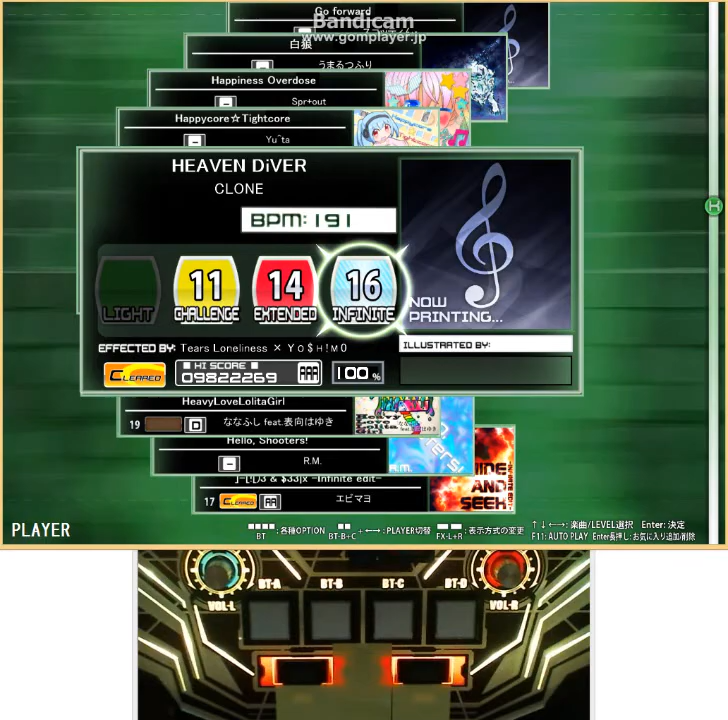 Go forward
Bandicam
www.gomplayer.jp
白狼
うまるつふり
Happiness Overdose
Spr+out
Happycore☆Tightcore
Yu^ta
HEAVEN DiVER
CLONE
BPM: 191
11 14 16
LIGHT CHALLENGE EXTENDED INFINITE
NOW
PRINTING...
EFFECTED BY: Tears Loneliness × Yo$H!M0
ILLUSTRATED BY:
CLEARED
HI SCORE
09822269 AAA 100 %
HeavyLoveLolitaGirl
19 D ななふし feat.表向はゆき
Hello, Shooters!
R.M.
]-[!D3 & $33|x -Infinite edit-
17 CLEARED AA エビマヨ
AND
SEEK
PLAYER
BT :各種OPTION BT-B+C +←→:PLAYER切替 FX-L+R :表示方式の変更
↑↓←→:楽曲/LEVEL選択 Enter:決定
F11:AUTO PLAY Enter長押し:お気に入り追加/削除
BT-A BT-B BT-C BT-D
VOL-L VOL-R